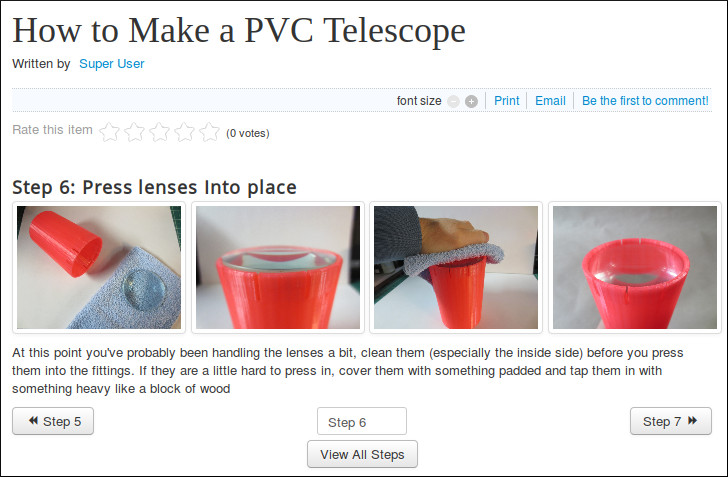 How to Make a PVC Telescope
Written by Super User
font size Print Email Be the first to comment!
Rate this item (0 votes)
Step 6: Press lenses Into place
At this point you've probably been handling the lenses a bit, clean them (especially the inside side) before you press
them into the fittings. If they are a little hard to press in, cover them with something padded and tap them in with
something heavy like a block of wood
Step 5 Step 6 Step 7
View All Steps